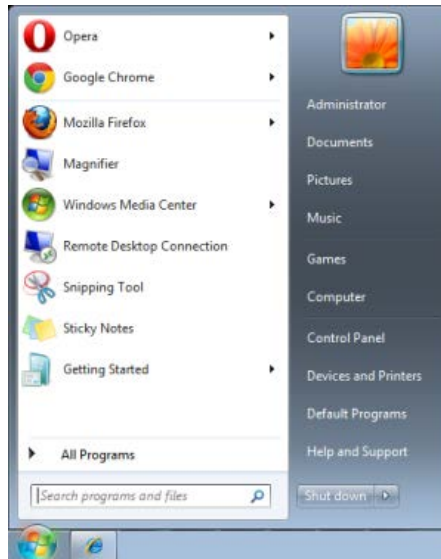 Opera
Google Chrome
Mozilla Firefox
Magnifier
Windows Media Center
Remote Desktop Connection
Snipping Tool
Sticky Notes
Getting Started
All Programs
Search programs and files
Administrator
Documents
Pictures
Music
Games
Computer
Control Panel
Devices and Printers
Default Programs
Help and Support
Shut down